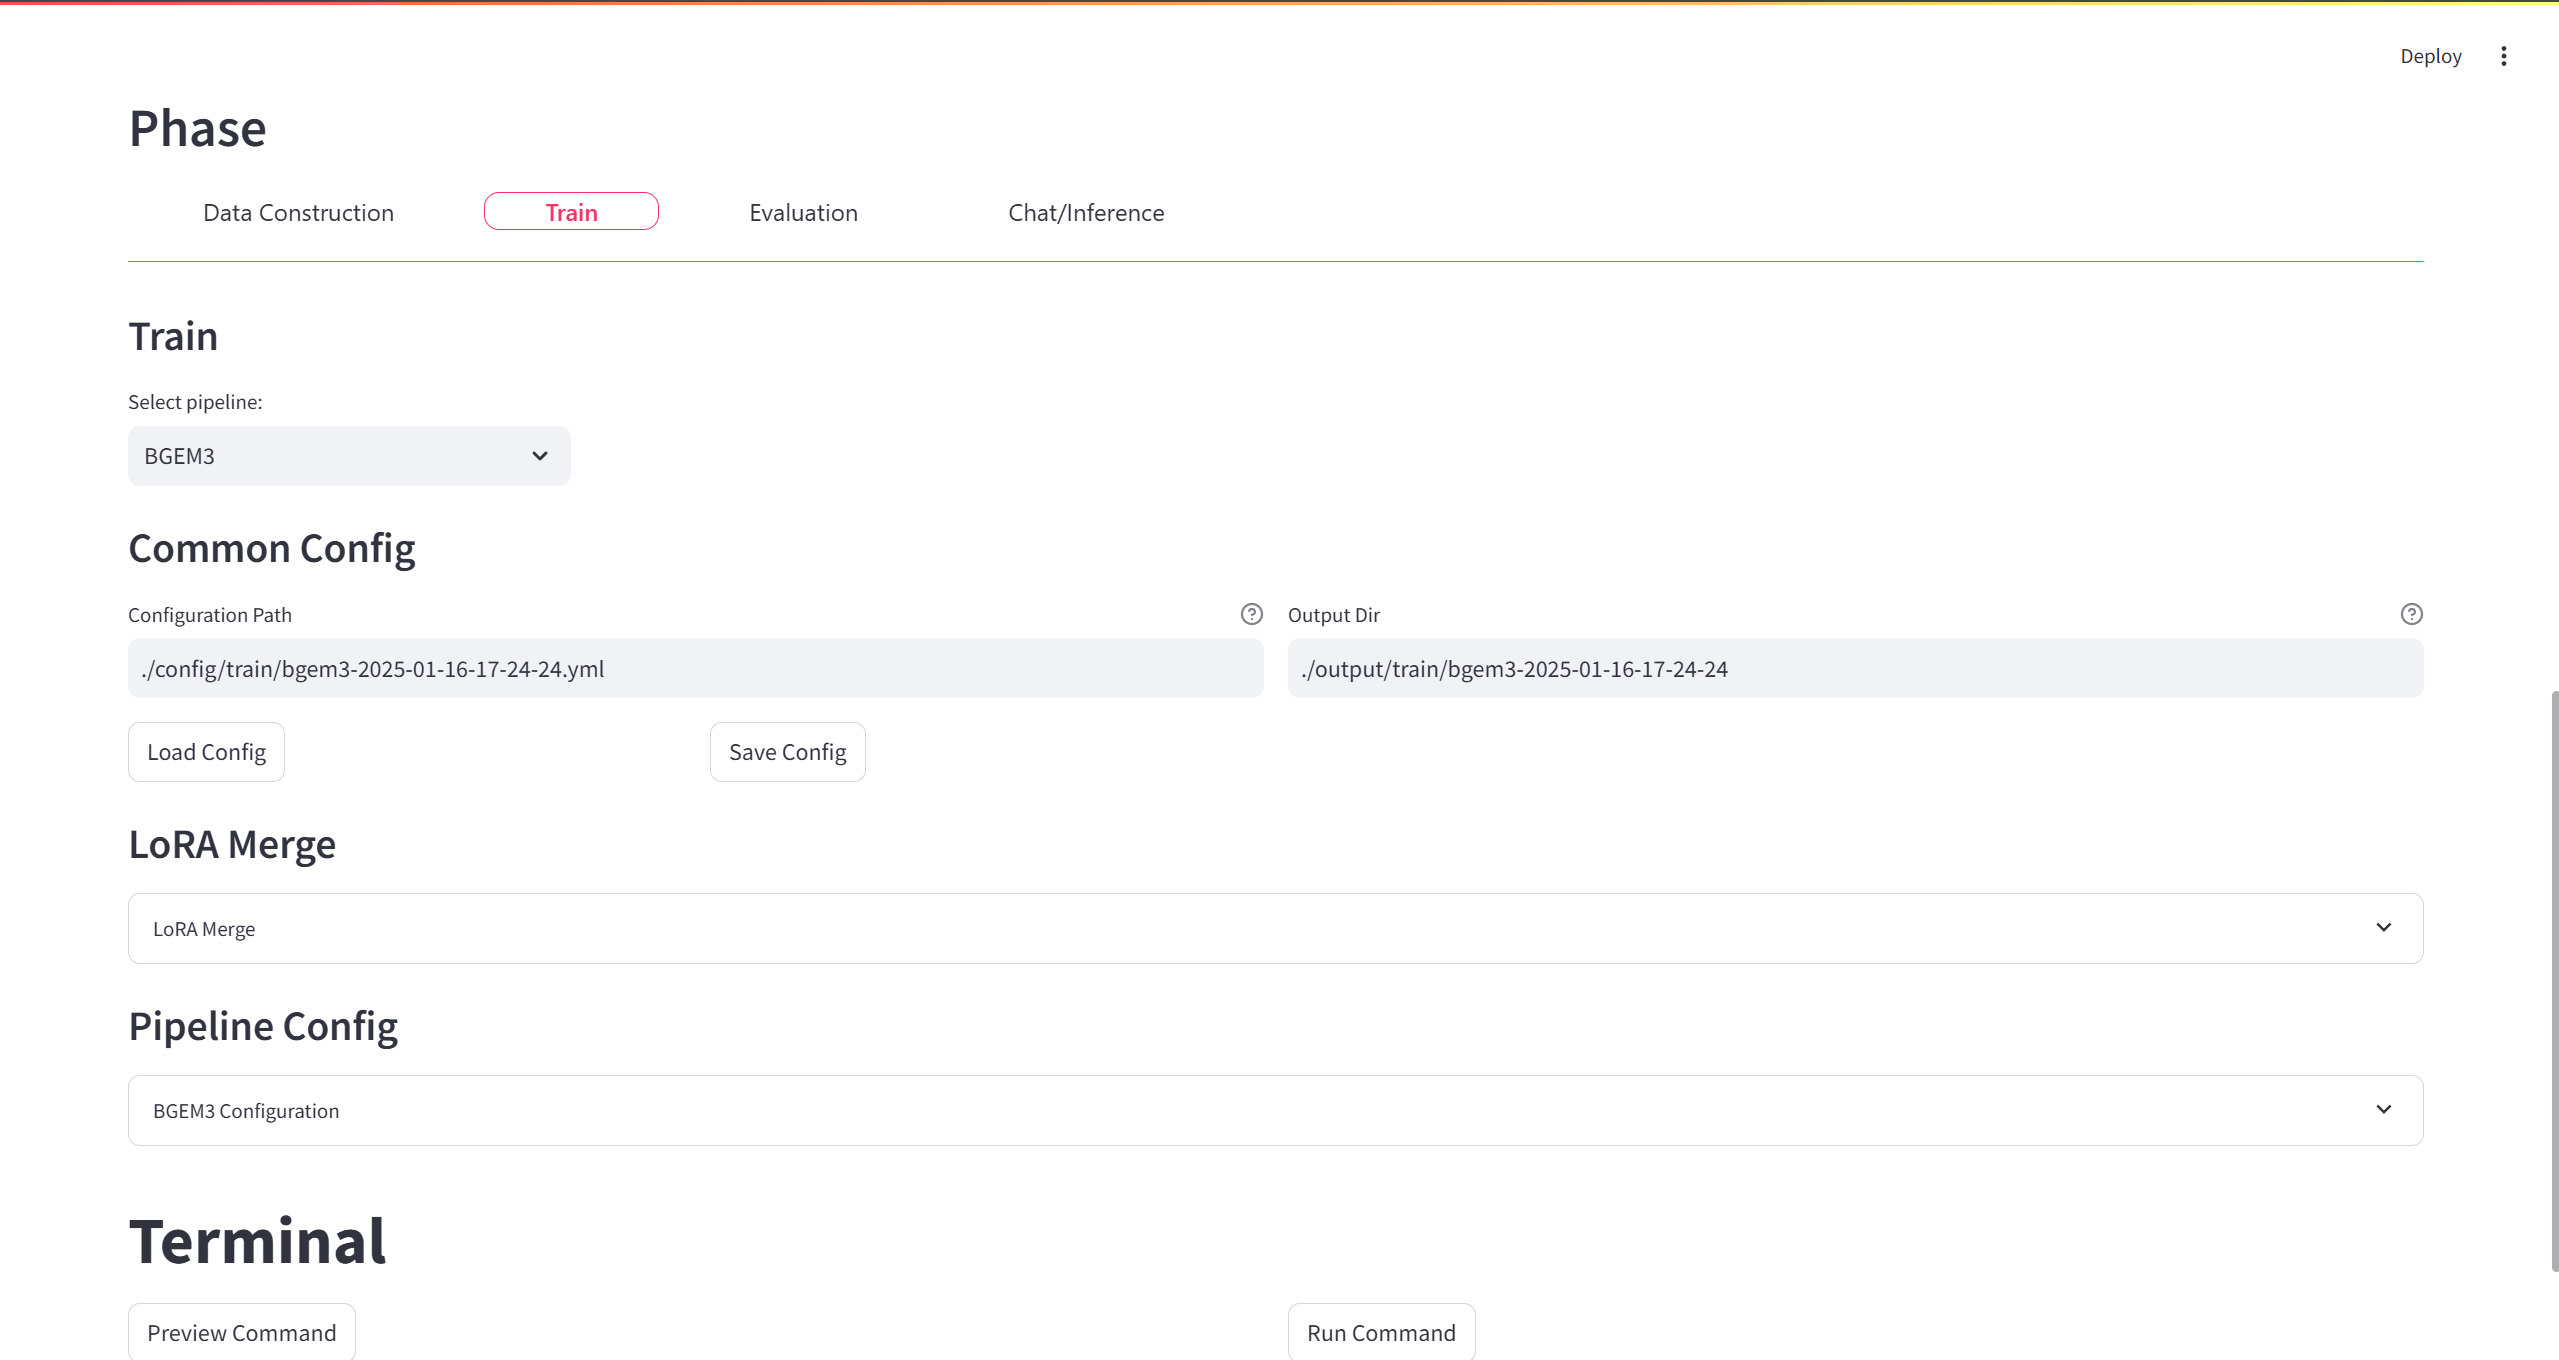 Deploy
Phase
Data Construction
Train
Evaluation
Chat/Inference
Train
Select pipeline:
BGEM3
Common Config
Configuration Path
Output Dir
./config/train/bgem3-2025-01-16-17-24-24.yml
./output/train/bgem3-2025-01-16-17-24-24
Load Config
Save Config
LoRA Merge
LoRA Merge
Pipeline Config
BGEM3 Configuration
Terminal
Preview Command
Run Command